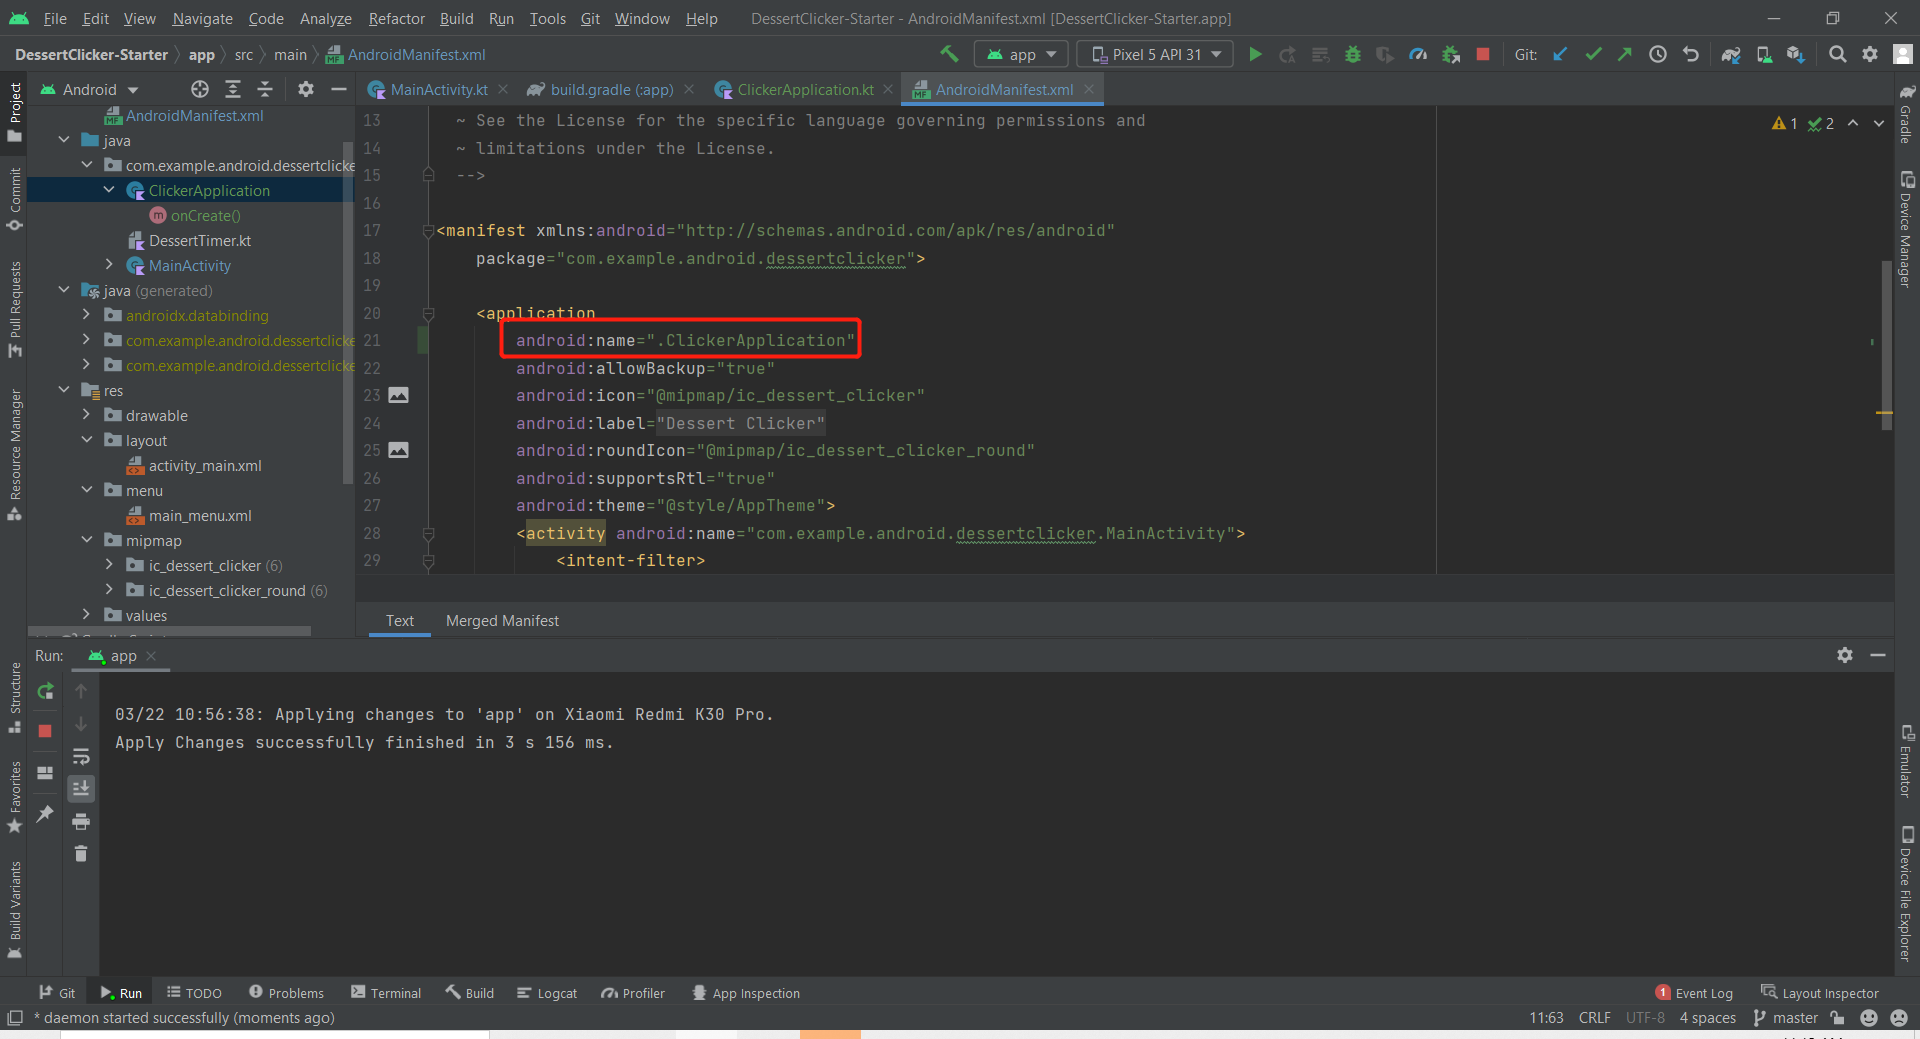 File Edit View Navigate Code Analyze Refactor Build Run Tools Git Window Help DessertClicker-Starter - AndroidManifest.xml [DessertClicker-Starter.app]
DessertClicker-Starter app src main AndroidManifest.xml app Pixel 5 API 31 Git:
Android
MainActivity.kt build.gradle (:app) ClickerApplication.kt AndroidManifest.xml
Project
Commit
Pull Requests
Resource Manager
Structure
Favorites
Build Variants
AndroidManifest.xml
java
com.example.android.dessertclicke
ClickerApplication
onCreate()
DessertTimer.kt
MainActivity
java (generated)
androidx.databinding
com.example.android.dessertclicke
com.example.android.dessertclicke
res
drawable
layout
activity_main.xml
menu
main_menu.xml
mipmap
ic_dessert_clicker (6)
ic_dessert_clicker_round (6)
values
13 ~ See the License for the specific language governing permissions and
14 ~ limitations under the License.
15 -->
16
17 <manifest xmlns:android="http://schemas.android.com/apk/res/android"
18 package="com.example.android.dessertclicker">
19
20 <application
21 android:name=".ClickerApplication"
22 android:allowBackup="true"
23 android:icon="@mipmap/ic_dessert_clicker"
24 android:label="Dessert Clicker"
25 android:roundIcon="@mipmap/ic_dessert_clicker_round"
26 android:supportsRtl="true"
27 android:theme="@style/AppTheme">
28 <activity android:name="com.example.android.dessertclicker.MainActivity">
29 <intent-filter>
1 2
Text Merged Manifest
Gradle
Device Manager
Emulator
Device File Explorer
Run: app
03/22 10:56:38: Applying changes to 'app' on Xiaomi Redmi K30 Pro.
Apply Changes successfully finished in 3 s 156 ms.
Git Run TODO Problems Terminal Build Logcat Profiler App Inspection 1 Event Log Layout Inspector
* daemon started successfully (moments ago) 11:63 CRLF UTF-8 4 spaces master